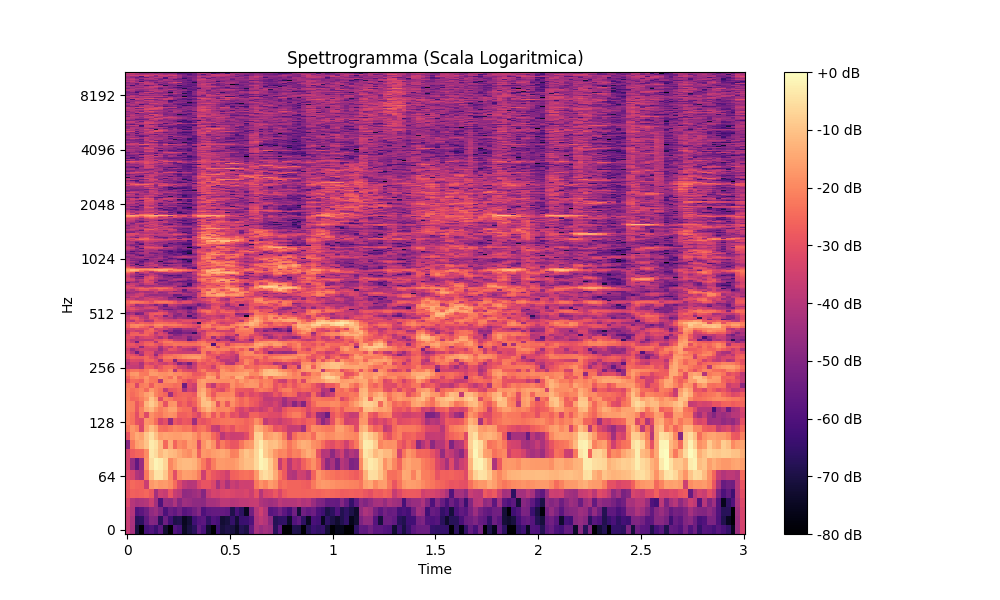 Spettrogramma (Scala Logaritmica)
Hz
8192
4096
2048
1024
512
256
128
64
0
0 0.5 1 1.5 2 2.5 3
Time
+0 dB
-10 dB
-20 dB
-30 dB
-40 dB
-50 dB
-60 dB
-70 dB
-80 dB